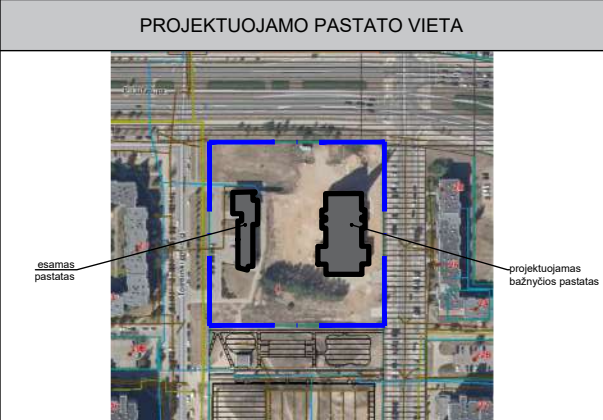 PROJEKTUOJAMO PASTATO VIETA
esamas
pastatas
projektuojamas
bažnyčios pastatas